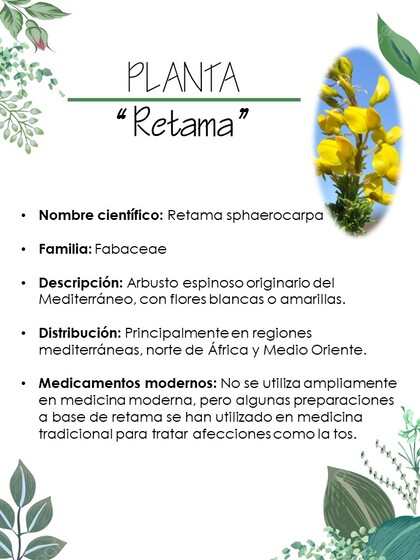 PLANTA
“Retama”
• Nombre científico: Retama sphaerocarpa
• Familia: Fabaceae
• Descripción: Arbusto espinoso originario del
Mediterráneo, con flores blancas o amarillas.
• Distribución: Principalmente en regiones
mediterráneas, norte de África y Medio Oriente.
• Medicamentos modernos: No se utiliza ampliamente
en medicina moderna, pero algunas preparaciones
a base de retama se han utilizado en medicina
tradicional para tratar afecciones como la tos.